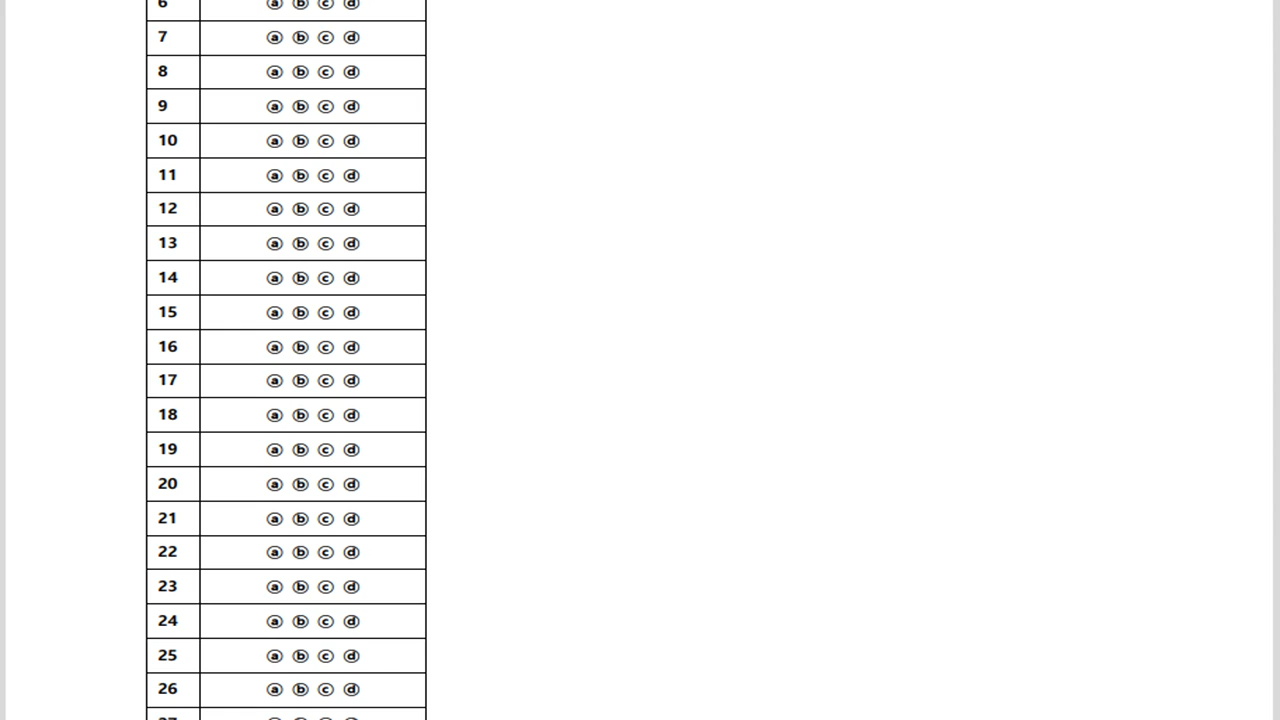 6 ⓐ ⓑ ⓒ ⓓ
7 ⓐ ⓑ ⓒ ⓓ
8 ⓐ ⓑ ⓒ ⓓ
9 ⓐ ⓑ ⓒ ⓓ
10 ⓐ ⓑ ⓒ ⓓ
11 ⓐ ⓑ ⓒ ⓓ
12 ⓐ ⓑ ⓒ ⓓ
13 ⓐ ⓑ ⓒ ⓓ
14 ⓐ ⓑ ⓒ ⓓ
15 ⓐ ⓑ ⓒ ⓓ
16 ⓐ ⓑ ⓒ ⓓ
17 ⓐ ⓑ ⓒ ⓓ
18 ⓐ ⓑ ⓒ ⓓ
19 ⓐ ⓑ ⓒ ⓓ
20 ⓐ ⓑ ⓒ ⓓ
21 ⓐ ⓑ ⓒ ⓓ
22 ⓐ ⓑ ⓒ ⓓ
23 ⓐ ⓑ ⓒ ⓓ
24 ⓐ ⓑ ⓒ ⓓ
25 ⓐ ⓑ ⓒ ⓓ
26 ⓐ ⓑ ⓒ ⓓ